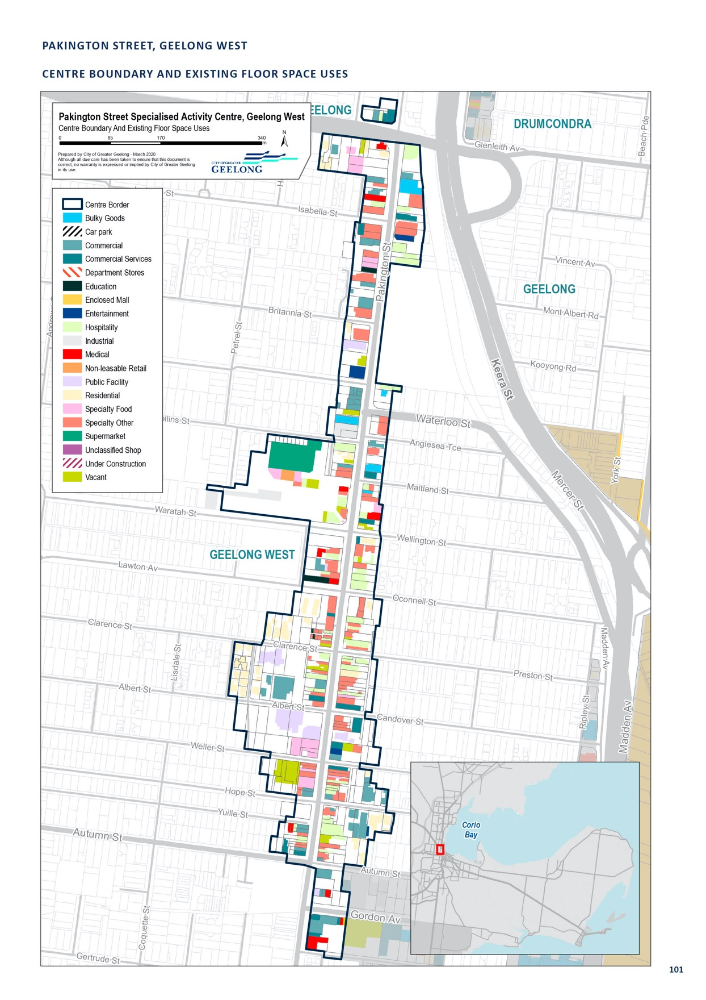 PAKINGTON STREET, GEELONG WEST
CENTRE BOUNDARY AND EXISTING FLOOR SPACE USES
EELONG
DRUMCONDRA
Beach Pde
Glenleith Av
Pakington Street Specialised Activity Centre, Geelong West
Centre Boundary And Existing Floor Space Uses
0 85 170 340
m
N
Prepared by City of Greater Geelong - March 2020
Although all due care has been taken to ensure that this document is
correct, no warranty is expressed or implied by City of Greater Geelong
in its use.
CITY OF GREATER
GEELONG
St
Isabella St
Centre Border
Bulky Goods
Car park
Commercial
Commercial Services
Department Stores
Education
Enclosed Mall
Entertainment
Hospitality
Industrial
Medical
Non-leasable Retail
Public Facility
Residential
Specialty Food
Specialty Other
Supermarket
Unclassified Shop
Under Construction
Vacant
Pakington St
Vincent Av
GEELONG
Britannia St
Mont Albert Rd
Petrel St
Kooyong Rd
Keera St
ollins St
Waterloo St
Anglesea Tce
York St
Mercer St
Maitland St
Waratah St
Wellington St
GEELONG WEST
Lawton Av
Oconnell St
Clarence St
Clarence St
Madden Av
Lisdale St
Preston St
Albert St
Albert St
Candover St
Ripley St
Madden Av
Weller St
Hope St
Yuille St
Autumn St
Corio
Bay
Autumn St
Gordon Av
Coquette St
Gertrude St
101